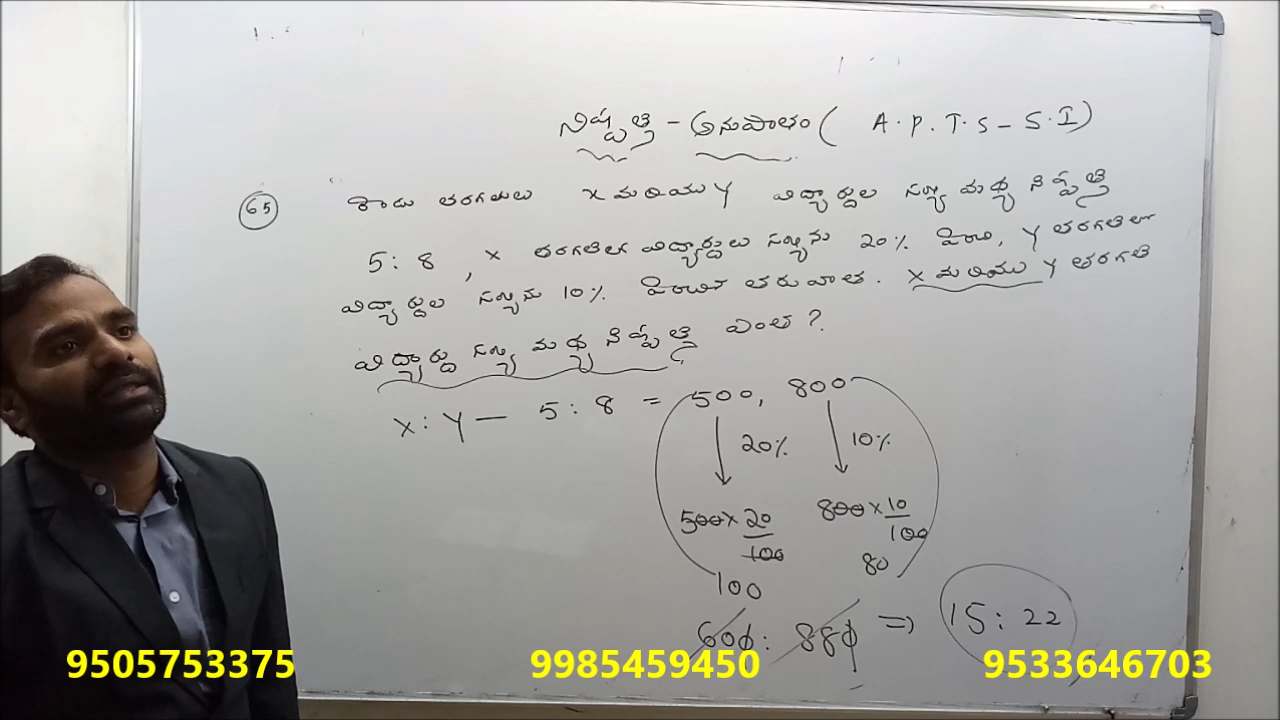 నిష్పత్తి - అనుపాతం ( A.P.T.S - S.I)
65 తరగతులు X మరియు Y విద్యార్దుల సంఖ్య మధ్య నిష్పత్తి
5 : 8 , X తరగతిలో విద్యార్దులు సంఖ్యను 20% పెంచి, Y తరగతిలో
విద్యార్దుల సంఖ్యను 10% పెంచిన తరువాత. X మరియు Y తరగతి
విద్యార్దు సంఖ్య మధ్య నిష్పత్తి ఎంత ?
X : Y — 5 : 8 = 500, 800
20% 10%
500 × 20/100 800 × 10/100
100 80
600 : 880 => 15 : 22
9505753375 9985459450 9533646703